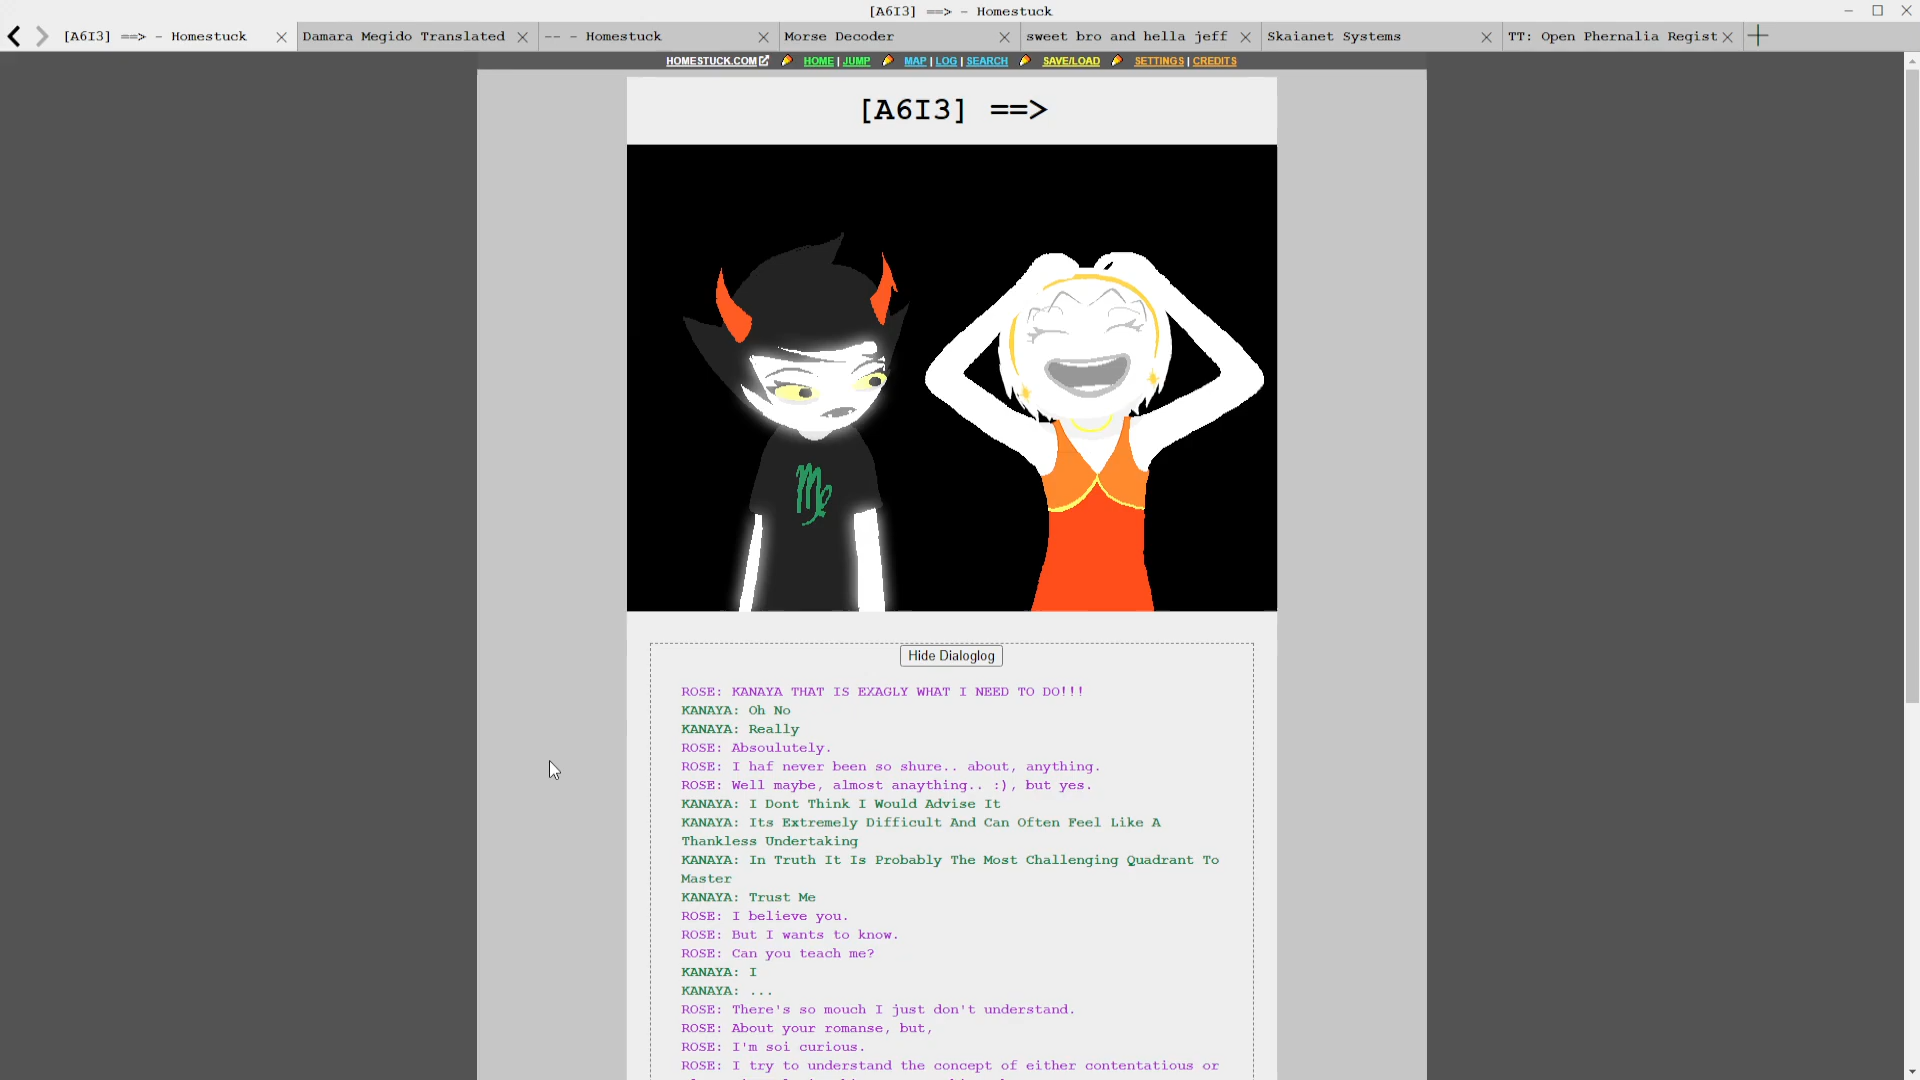 [A6I3] ==> - Homestuck
[A6I3] ==> - Homestuck
Damara Megido Translated
-- - Homestuck
Morse Decoder
sweet bro and hella jeff
Skaianet Systems
TT: Open Phernalia Regist
HOMESTUCK.COM HOME | JUMP MAP | LOG | SEARCH SAVE/LOAD SETTINGS | CREDITS
[A6I3] ==>
Hide Dialoglog
ROSE: KANAYA THAT IS EXAGLY WHAT I NEED TO DO!!!
KANAYA: Oh No
KANAYA: Really
ROSE: Absoulutely.
ROSE: I haf never been so shure.. about, anything.
ROSE: Well maybe, almost anaything.. :), but yes.
KANAYA: I Dont Think I Would Advise It
KANAYA: Its Extremely Difficult And Can Often Feel Like A
Thankless Undertaking
KANAYA: In Truth It Is Probably The Most Challenging Quadrant To
Master
KANAYA: Trust Me
ROSE: I believe you.
ROSE: But I wants to know.
ROSE: Can you teach me?
KANAYA: I
KANAYA: ...
ROSE: There's so mouch I just don't understand.
ROSE: About your romanse, but,
ROSE: I'm soi curious.
ROSE: I try to understand the concept of either contentatious or